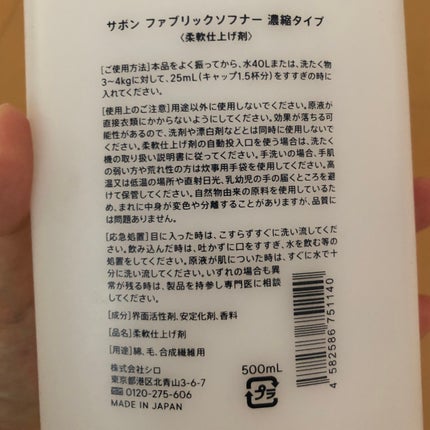 サボン ファブリックソフナー 濃縮タイプ
〈柔軟仕上げ剤〉
[ご使用方法]本品をよく振ってから、水40Lまたは、洗たく物
3〜4kgに対して、25mL(キャップ1.5杯分)をすすぎの時に
入れてください。
[使用上のご注意]用途以外に使用しないでください。原液が
直接衣類にかからないようにしてください。効果が落ちる可
能性があるので、洗剤や漂白剤などとは同時に使用しないで
ください。柔軟仕上げ剤の自動投入口を使う場合は、洗たく
機の取り扱い説明書に従ってください。手洗いの場合、手肌
の弱い方や荒れ性の方は炊事用手袋を使用してください。高
温又は低温の場所や直射日光、乳幼児の手の届くところを避
けて保管してください。自然物由来の原料を使用しているた
め、まれに中身が変色や分離することがありますが、品質に
は問題ありません。
[応急処置]目に入った時は、こすらずすぐに洗い流してくだ
さい。飲み込んだ時は、吐かずに口をすすぎ、水を飲む等の
処置をしてください。原液が肌についた時は、すぐに水で十
分に洗い流してください。いずれの場合も異
常が残る時は、製品を持参し専門医に相談
してください。
[成分]界面活性剤、安定化剤、香料
[品名]柔軟仕上げ剤
[用途]綿、毛、合成繊維用
株式会社シロ
東京都港区北青山3-6-7
0120-275-606
MADE IN JAPAN
500mL
プラ
4 582586 751140